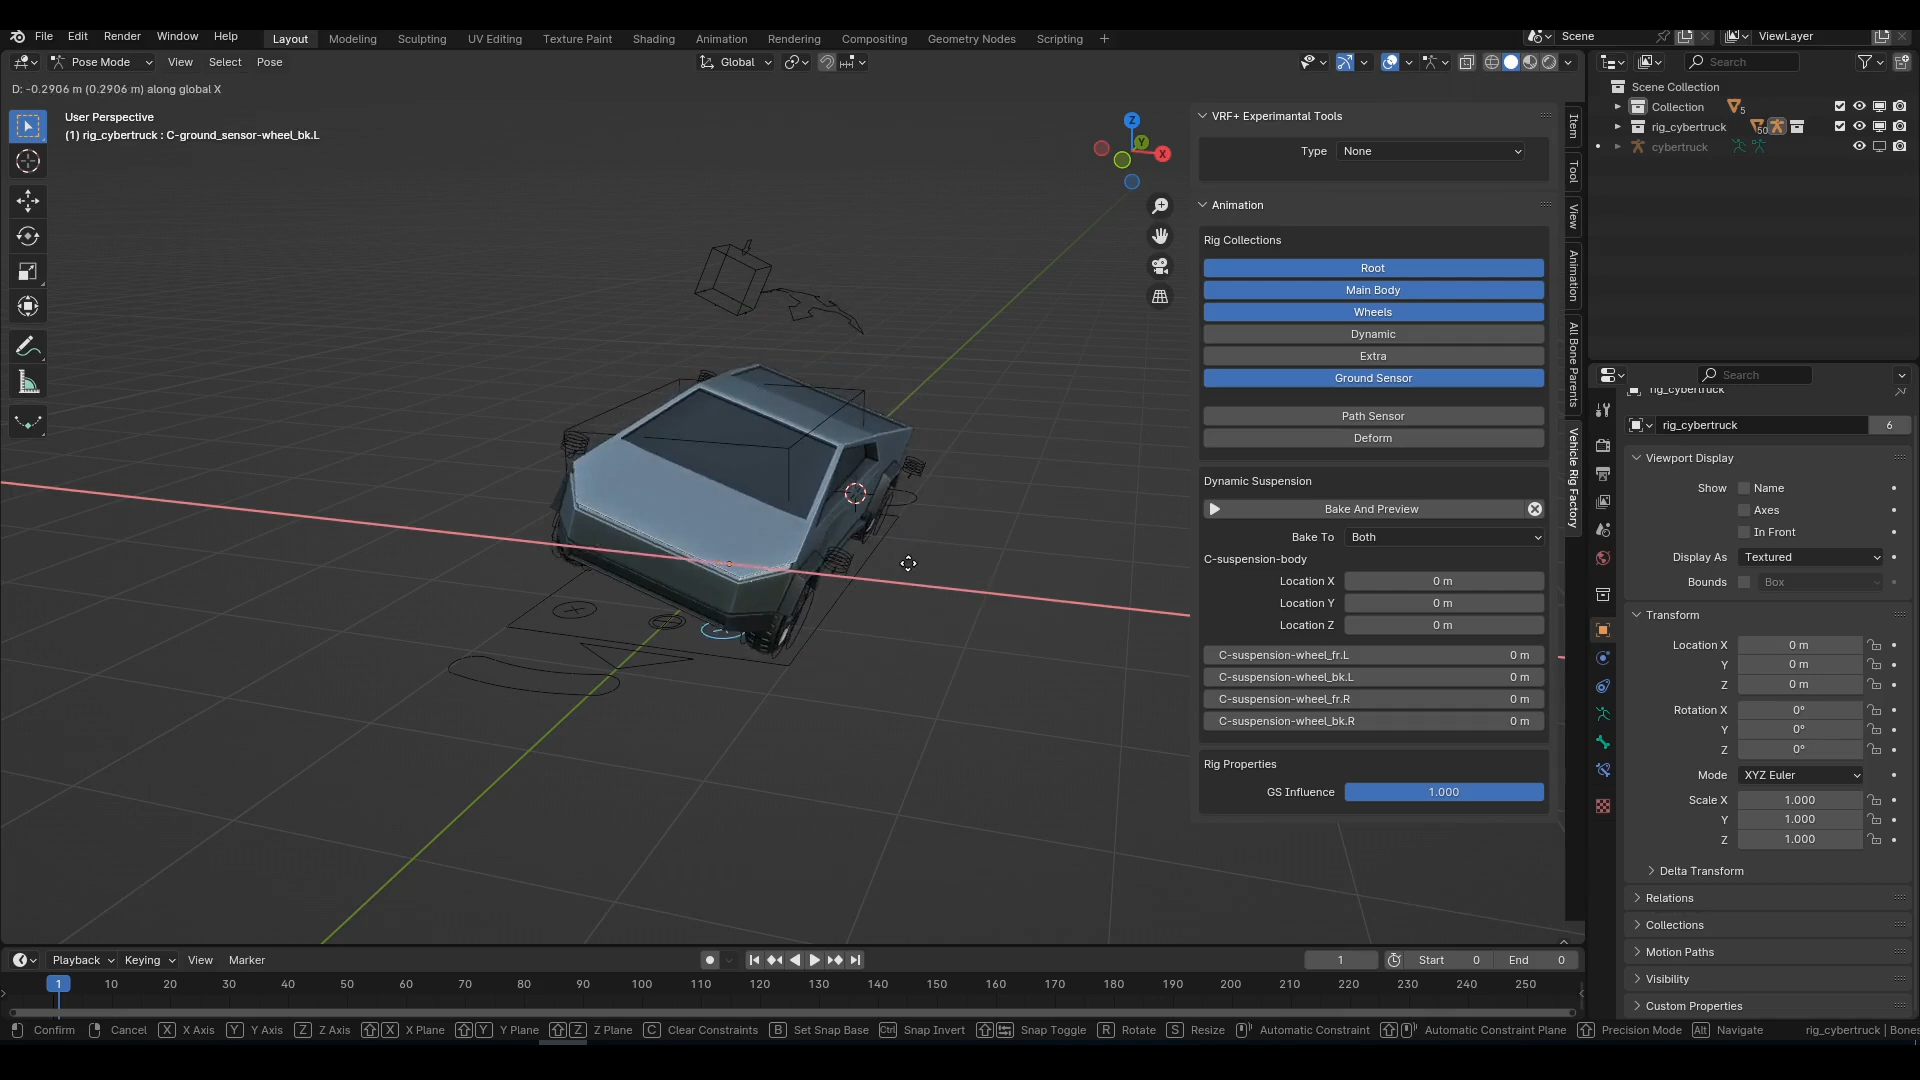 File Edit Render Window Help
Layout Modeling Sculpting UV Editing Texture Paint Shading Animation Rendering Compositing Geometry Nodes Scripting +
Scene
ViewLayer
Pose Mode View Select Pose
Global
Search
D: -0.2906 m (0.2906 m) along global X
User Perspective
(1) rig_cybertruck : C-ground_sensor-wheel_bk.L
Z
Y
X
VRF+ Experimantal Tools
Type None
Animation
Rig Collections
Root
Main Body
Wheels
Dynamic
Extra
Ground Sensor
Path Sensor
Deform
Dynamic Suspension
Bake And Preview
Bake To Both
C-suspension-body
Location X 0 m
Location Y 0 m
Location Z 0 m
C-suspension-wheel_fr.L 0 m
C-suspension-wheel_bk.L 0 m
C-suspension-wheel_fr.R 0 m
C-suspension-wheel_bk.R 0 m
Rig Properties
GS Influence 1.000
Item
Tool
View
Animation
All Bone Parents
Vehicle Rig Factory
Scene Collection
Collection 5
rig_cybertruck 50
cybertruck
Search
rig_cybertruck
rig_cybertruck 6
Viewport Display
Show Name
Axes
In Front
Display As Textured
Bounds Box
Transform
Location X 0 m
Y 0 m
Z 0 m
Rotation X 0°
Y 0°
Z 0°
Mode XYZ Euler
Scale X 1.000
Y 1.000
Z 1.000
Delta Transform
Relations
Collections
Motion Paths
Visibility
Custom Properties
Playback Keying View Marker
1 Start 0 End 0
1 10 20 30 40 50 60 70 80 90 100 110 120 130 140 150 160 170 180 190 200 210 220 230 240 250
Confirm Cancel X X Axis Y Y Axis Z Z Axis X X Plane Y Y Plane Z Z Plane C Clear Constraints B Set Snap Base Ctrl Snap Invert Snap Toggle R Rotate S Resize Automatic Constraint Automatic Constraint Plane Precision Mode Alt Navigate rig_cybertruck | Bones